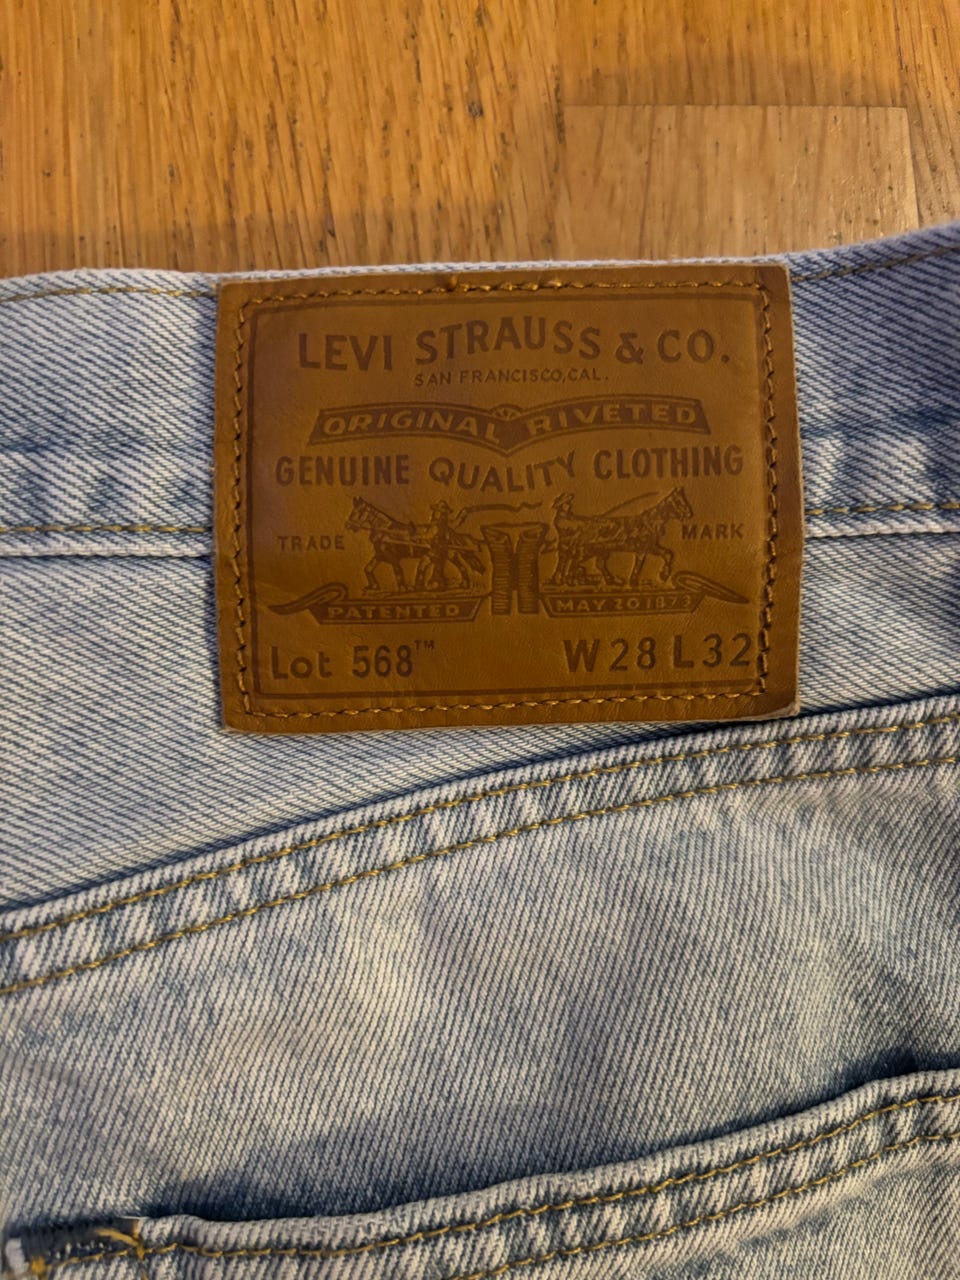 LEVI STRAUSS & CO.
SAN FRANCISCO, CAL.
ORIGINAL RIVETED
GENUINE QUALITY CLOTHING
TRADE MARK
PATENTED MAY 20 1873
Lot 568™ W28 L32